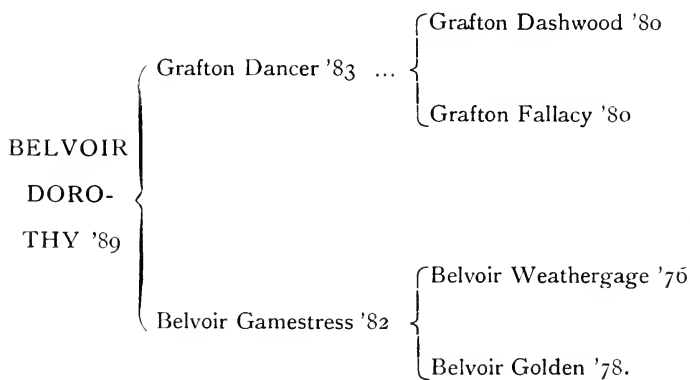 Grafton Dashwood '80
Grafton Dancer '83 ...
Grafton Fallacy '80
BELVOIR
DORO-
THY '89
Belvoir Weathergage '76
Belvoir Gamestress '82
Belvoir Golden '78.